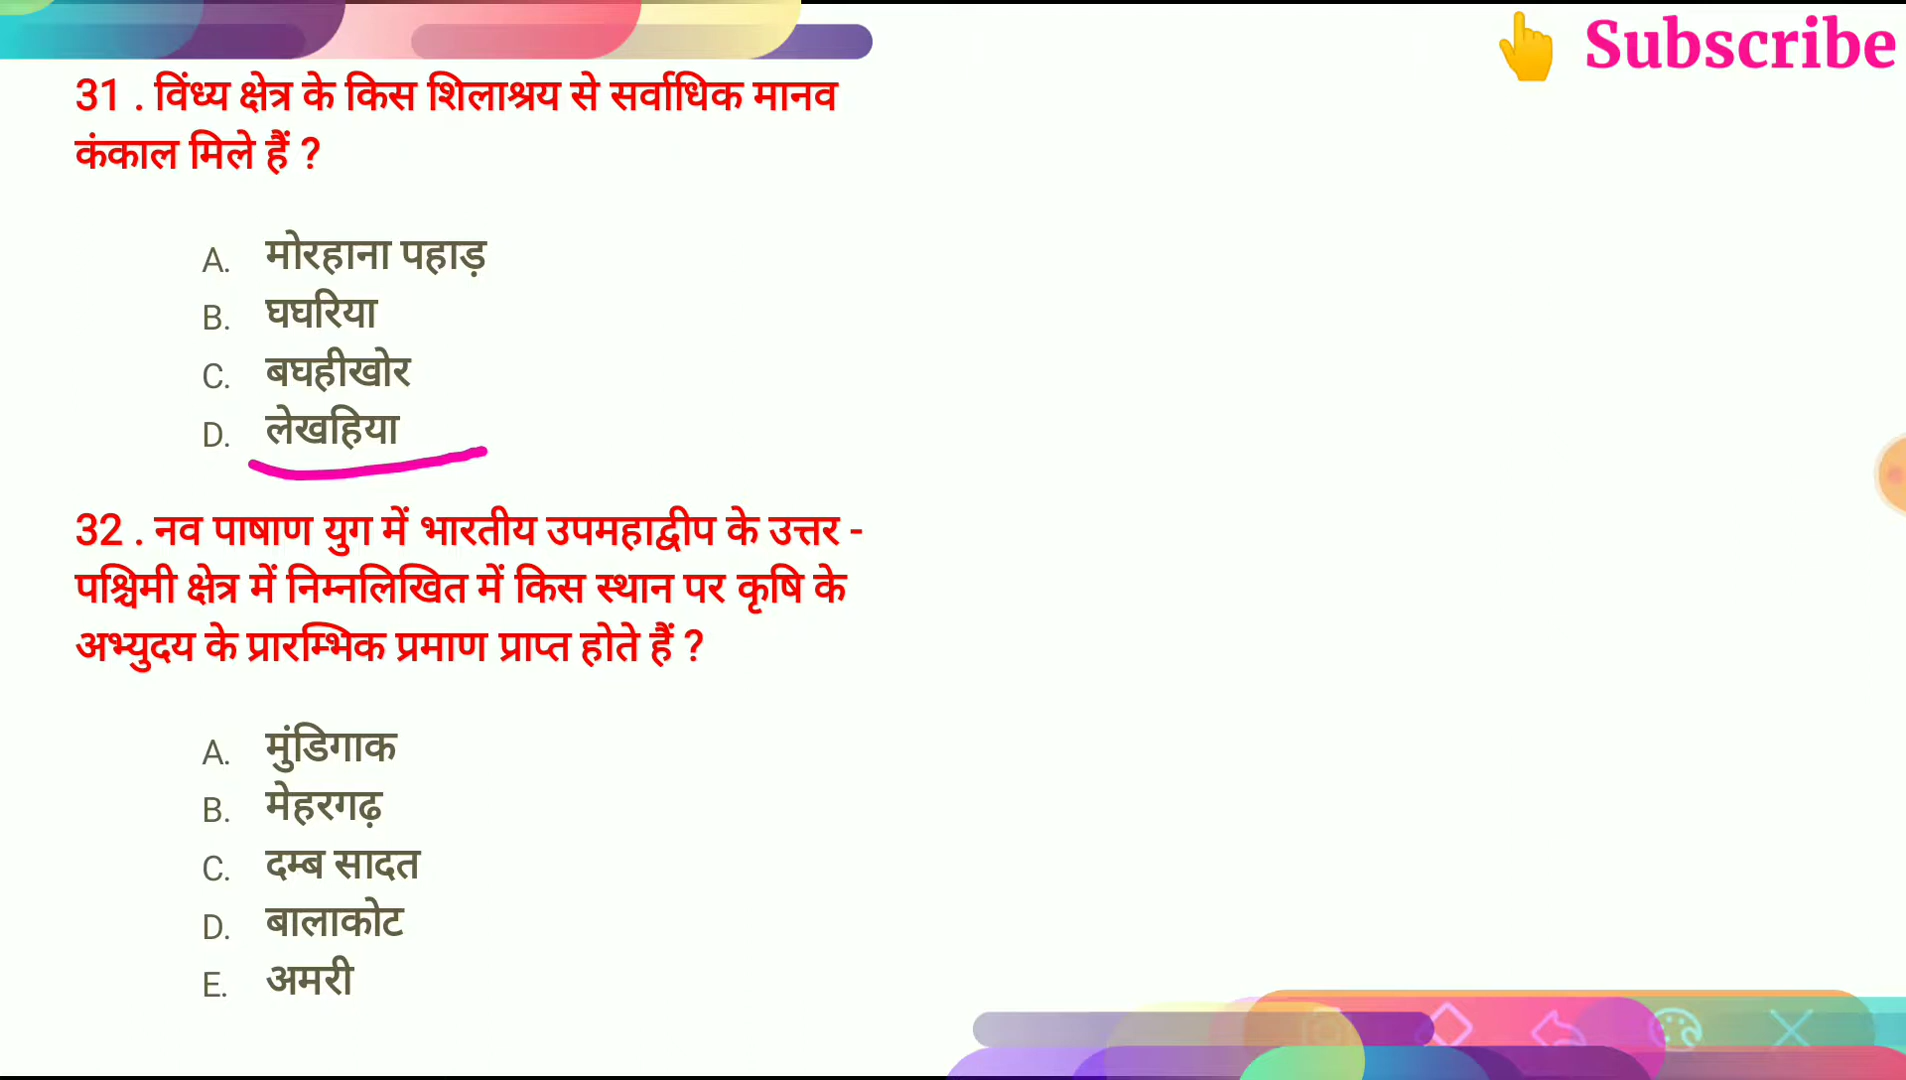 Subscribe
31 . विंध्य क्षेत्र के किस शिलाश्रय से सर्वाधिक मानव
कंकाल मिले हैं ?
A. मोरहाना पहाड़
B. घघरिया
C. बघहीखोर
D. लेखहिया
32 . नव पाषाण युग में भारतीय उपमहाद्वीप के उत्तर -
पश्चिमी क्षेत्र में निम्नलिखित में किस स्थान पर कृषि के
अभ्युदय के प्रारम्भिक प्रमाण प्राप्त होते हैं ?
A. मुंडिगाक
B. मेहरगढ़
C. दम्ब सादत
D. बालाकोट
E. अमरी